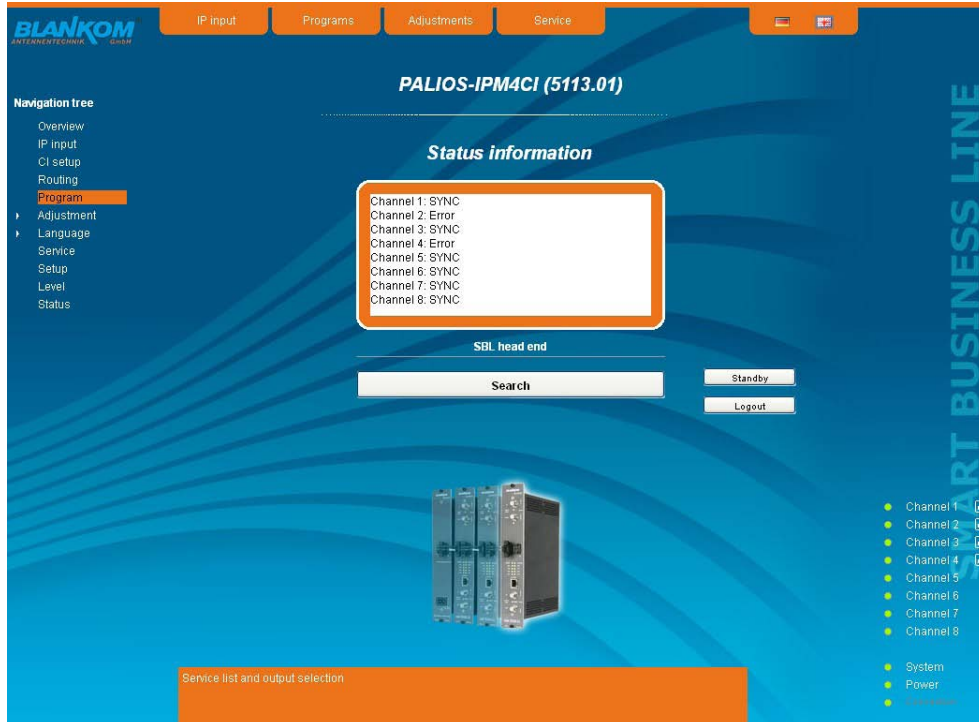 BLANKOM
ANTENNENTECHNIK GmbH
IP input
Programs
Adjustments
Service
PALIOS-IPM4CI (5113.01)
Navigation tree
Overview
IP input
CI setup
Routing
Program
Adjustment
Language
Service
Setup
Level
Status
Status information
Channel 1: SYNC
Channel 2: Error
Channel 3: SYNC
Channel 4: Error
Channel 5: SYNC
Channel 6: SYNC
Channel 7: SYNC
Channel 8: SYNC
SBL head end
Search
Standby
Logout
SMART BUSINESS LINE
Channel 1
Channel 2
Channel 3
Channel 4
Channel 5
Channel 6
Channel 7
Channel 8
System
Power
Service list and output selection